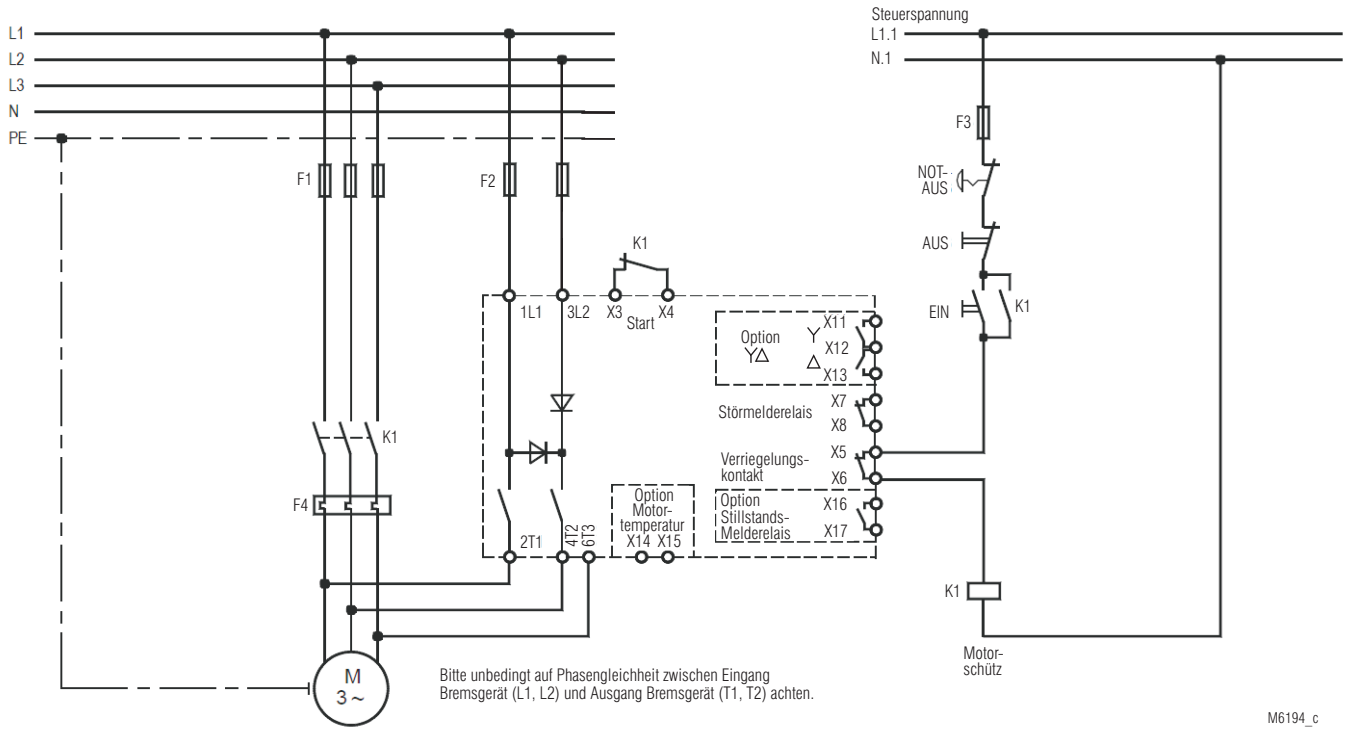 Steuerspannung
L1
L2
L3
N
PE
L1.1
N.1
F1
F2
F3
NOT-
AUS
AUS
EIN
K1
K1
1L1
3L2
X3
X4
Start
Option
X11
X12
X13
Störmelderelais
X7
X8
Verriegelungs-
kontakt
X5
X6
Option
Stillstands-
Melderelais
X16
X17
Option
Motor-
temperatur
X14 X15
K1
F4
2T1
4T2
6T3
K1
Motor-
schütz
M
3~
Bitte unbedingt auf Phasengleichheit zwischen Eingang
Bremsgerät (L1, L2) und Ausgang Bremsgerät (T1, T2) achten.
M6194_c